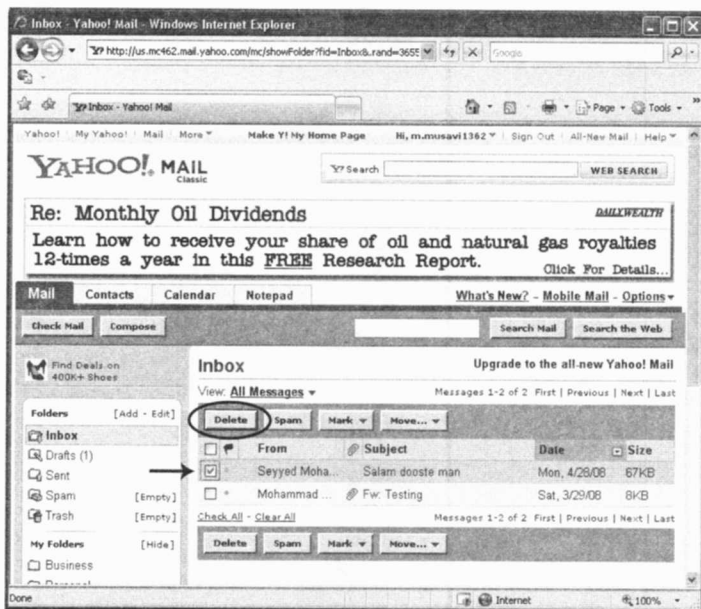 Inbox - Yahoo! Mail - Windows Internet Explorer
http://us.mc462.mail.yahoo.com/mc/showFolder?fid=Inbox&.rand=3655
Google
Inbox - Yahoo! Mail
Page Tools
Yahoo! My Yahoo! Mail More Make Y! My Home Page Hi, m.musavi1362 Sign Out All-New Mail Help
YAHOO! MAIL
Classic
Search WEB SEARCH
Re: Monthly Oil Dividends DAILYWEALTH
Learn how to receive your share of oil and natural gas royalties
12-times a year in this FREE Research Report.
Click For Details...
Mail Contacts Calendar Notepad What's New? - Mobile Mail - Options
Check Mail Compose Search Mail Search the Web
Find Deals on
400K+ Shoes
Folders [Add - Edit]
Inbox
Drafts (1)
Sent
Spam [Empty]
Trash [Empty]
My Folders [Hide]
Business
Inbox Upgrade to the all-new Yahoo! Mail
View: All Messages Messages 1-2 of 2 First | Previous | Next | Last
Delete Spam Mark Move...
From Subject Date Size
Seyyed Moha... Salam dooste man Mon, 4/28/08 67KB
Mohammad ... Fw: Testing Sat, 3/29/08 8KB
Check All - Clear All Messages 1-2 of 2 First | Previous | Next | Last
Delete Spam Mark Move...
Done Internet 100%